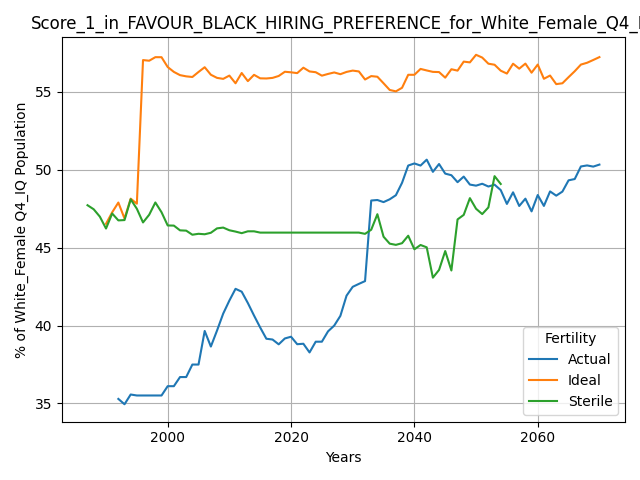 Score_1_in_FAVOUR_BLACK_HIRING_PREFERENCE_for_White_Female_Q4_I
% of White_Female Q4_IQ Population
55
50
45
40
35
2000 2020 2040 2060
Years
Fertility
Actual
Ideal
Sterile